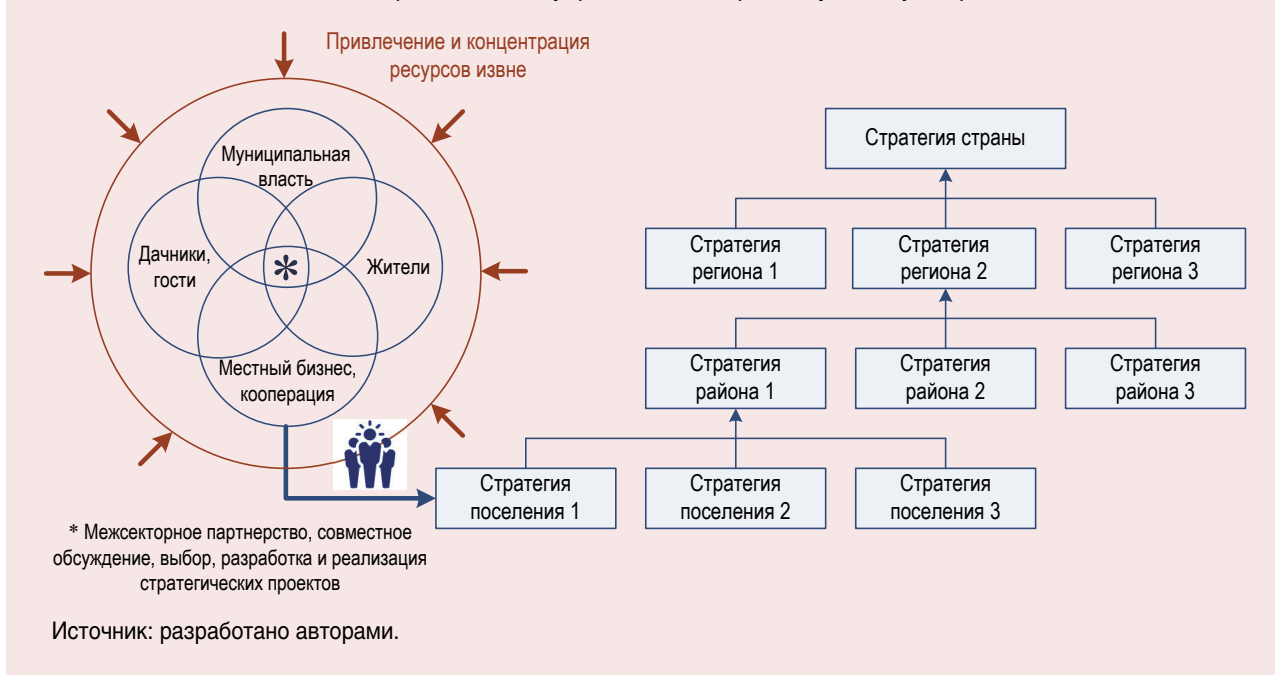 Привлечение и концентрация
ресурсов извне
Муниципальная
власть
Дачники,
гости
*
Жители
Местный бизнес,
кооперация
Стратегия страны
Стратегия
региона 1
Стратегия
региона 2
Стратегия
региона 3
Стратегия
района 1
Стратегия
района 2
Стратегия
района 3
Стратегия
поселения 1
Стратегия
поселения 2
Стратегия
поселения 3
* Межсекторное партнерство, совместное
обсуждение, выбор, разработка и реализация
стратегических проектов
Источник: разработано авторами.